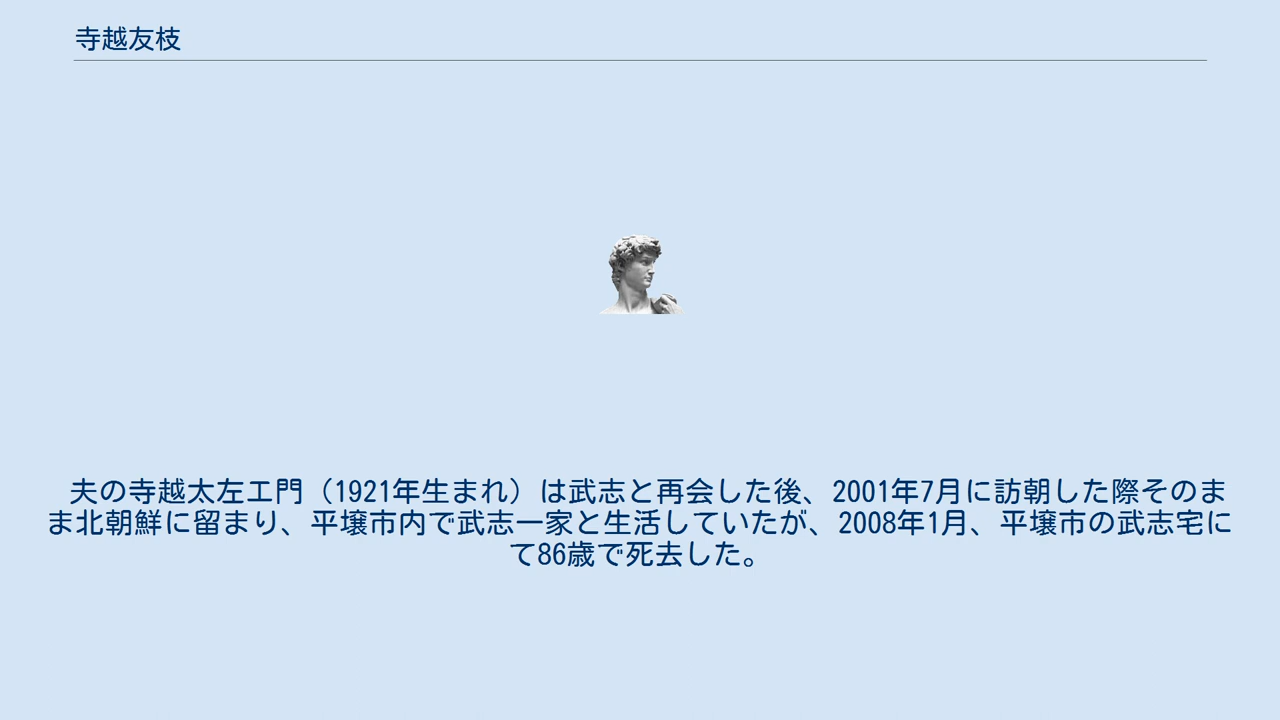 寺越友枝
夫の寺越太左エ門（1921年生まれ）は武志と再会した後、2001年7月に訪朝した際そのま
ま北朝鮮に留まり、平壌市内で武志一家と生活していたが、2008年1月、平壌市の武志宅に
て86歳で死去した。